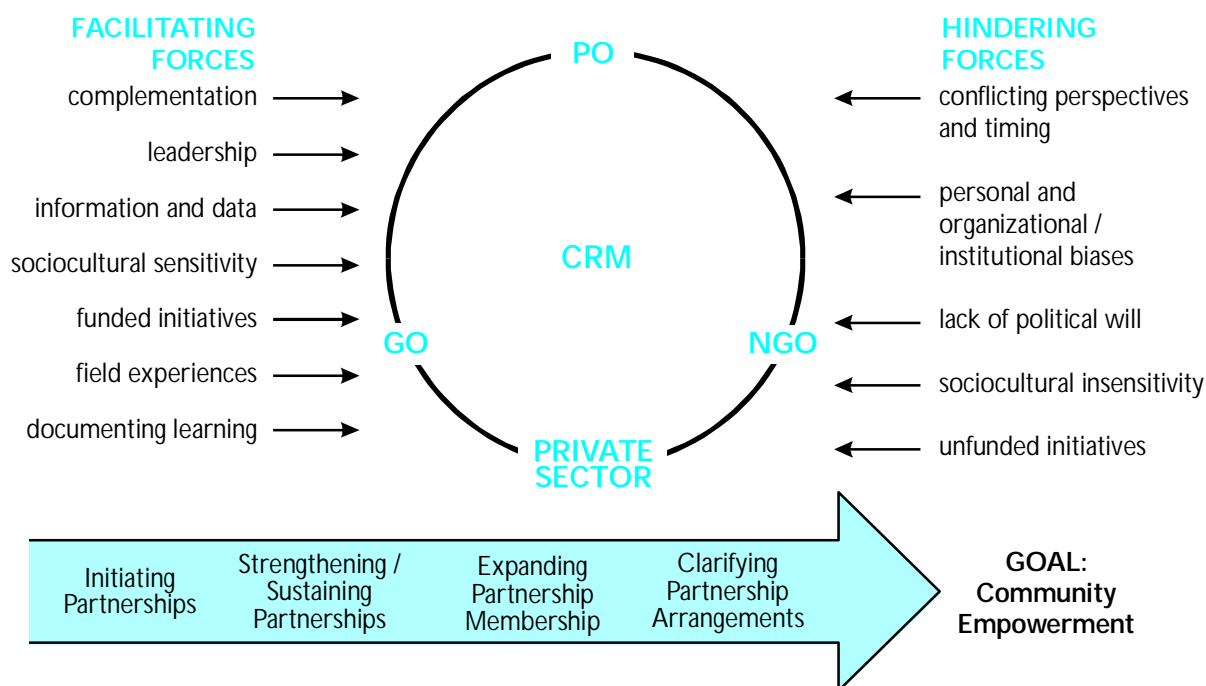 FACILITATING
FORCES
complementation
leadership
information and data
sociocultural sensitivity
funded initiatives
field experiences
documenting learning
PO
CRM
GO
NGO
PRIVATE
SECTOR
HINDERING
FORCES
conflicting perspectives
and timing
personal and
organizational /
institutional biases
lack of political will
sociocultural insensitivity
unfunded initiatives
Initiating
Partnerships
Strengthening /
Sustaining
Partnerships
Expanding
Partnership
Membership
Clarifying
Partnership
Arrangements
GOAL:
Community
Empowerment